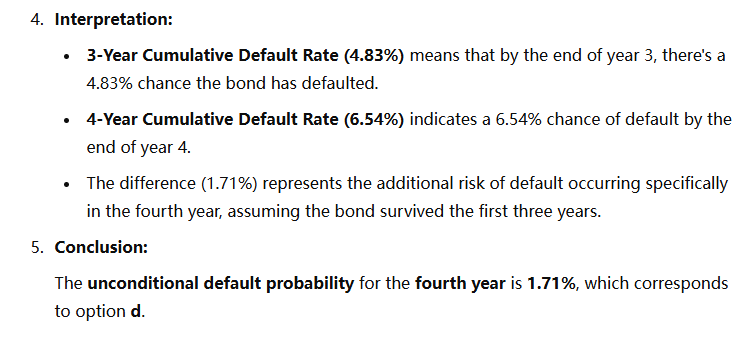 4. Interpretation:
• 3-Year Cumulative Default Rate (4.83%) means that by the end of year 3, there's a
4.83% chance the bond has defaulted.
• 4-Year Cumulative Default Rate (6.54%) indicates a 6.54% chance of default by the
end of year 4.
• The difference (1.71%) represents the additional risk of default occurring specifically
in the fourth year, assuming the bond survived the first three years.
5. Conclusion:
The unconditional default probability for the fourth year is 1.71%, which corresponds
to option d.